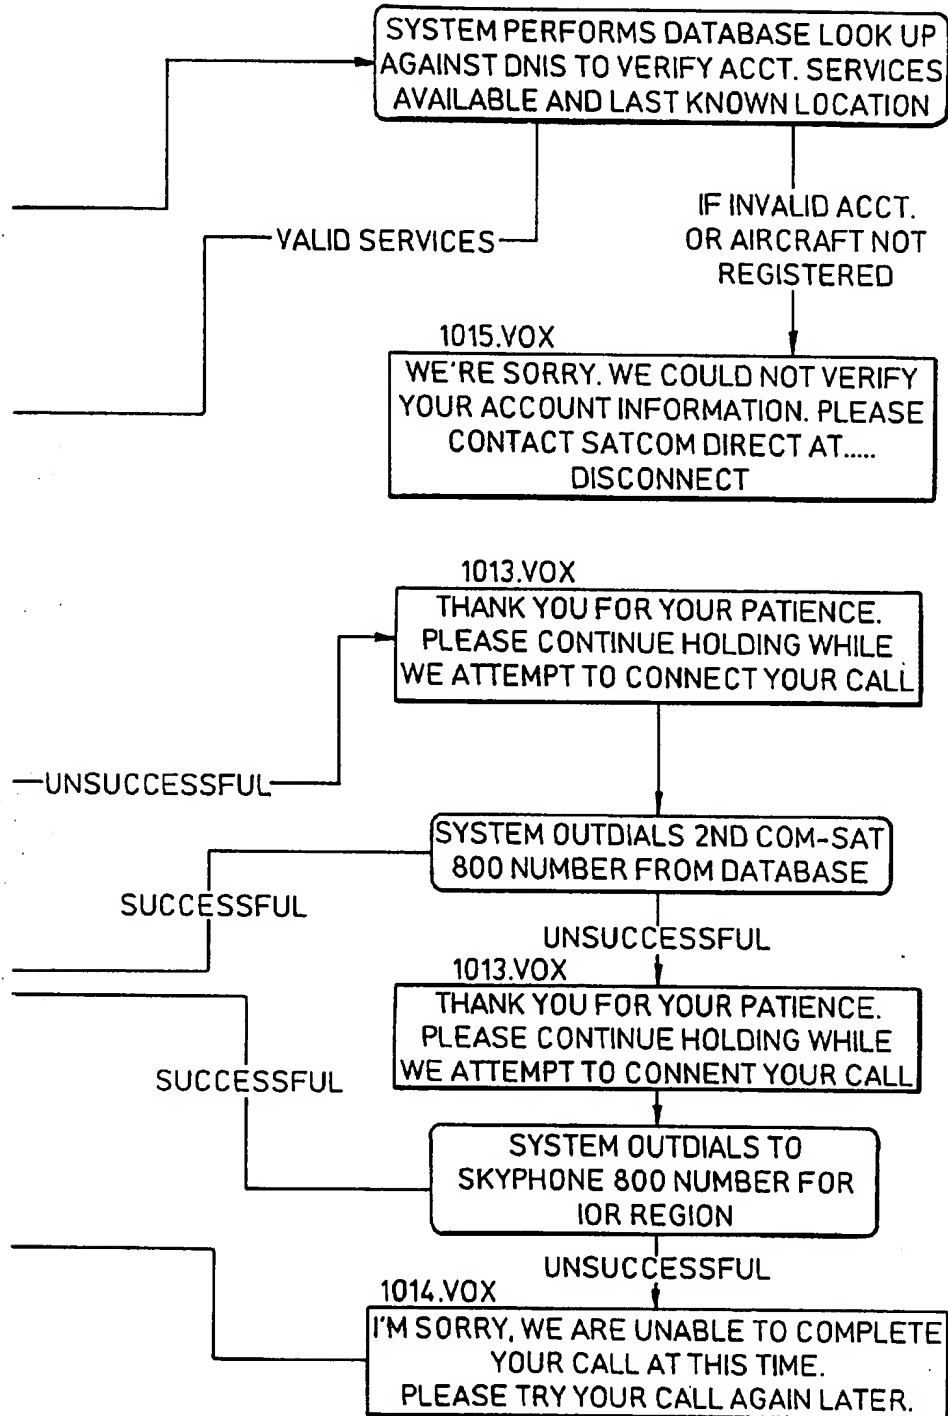 SYSTEM PERFORMS DATABASE LOOK UP
AGAINST DNIS TO VERIFY ACCT. SERVICES
AVAILABLE AND LAST KNOWN LOCATION
VALID SERVICES
IF INVALID ACCT.
OR AIRCRAFT NOT
REGISTERED
1015.VOX
WE'RE SORRY. WE COULD NOT VERIFY
YOUR ACCOUNT INFORMATION. PLEASE
CONTACT SATCOM DIRECT AT.....
DISCONNECT
1013.VOX
THANK YOU FOR YOUR PATIENCE.
PLEASE CONTINUE HOLDING WHILE
WE ATTEMPT TO CONNECT YOUR CALL
UNSUCCESSFUL
SYSTEM OUTDIALS 2ND COM-SAT
800 NUMBER FROM DATABASE
SUCCESSFUL
UNSUCCESSFUL
1013.VOX
THANK YOU FOR YOUR PATIENCE.
PLEASE CONTINUE HOLDING WHILE
WE ATTEMPT TO CONNENT YOUR CALL
SUCCESSFUL
SYSTEM OUTDIALS TO
SKYPHONE 800 NUMBER FOR
IOR REGION
UNSUCCESSFUL
1014.VOX
I'M SORRY, WE ARE UNABLE TO COMPLETE
YOUR CALL AT THIS TIME.
PLEASE TRY YOUR CALL AGAIN LATER.